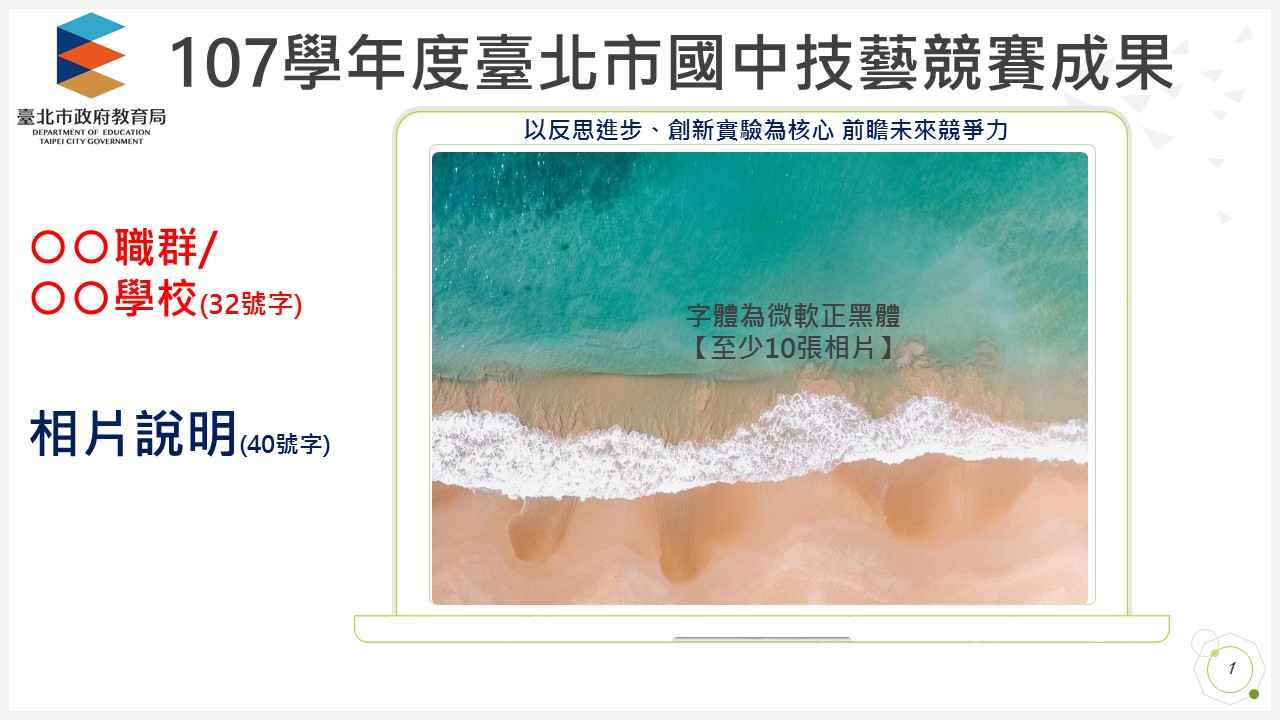 107學年度臺北市國中技藝競賽成果
臺北市政府教育局
DEPARTMENT OF EDUCATION
TAIPEI CITY GOVERNMENT
以反思進步、創新實驗為核心 前瞻未來競爭力
〇〇職群/
〇〇學校(32號字)
字體為微軟正黑體
【至少10張相片】
相片說明(40號字)
1